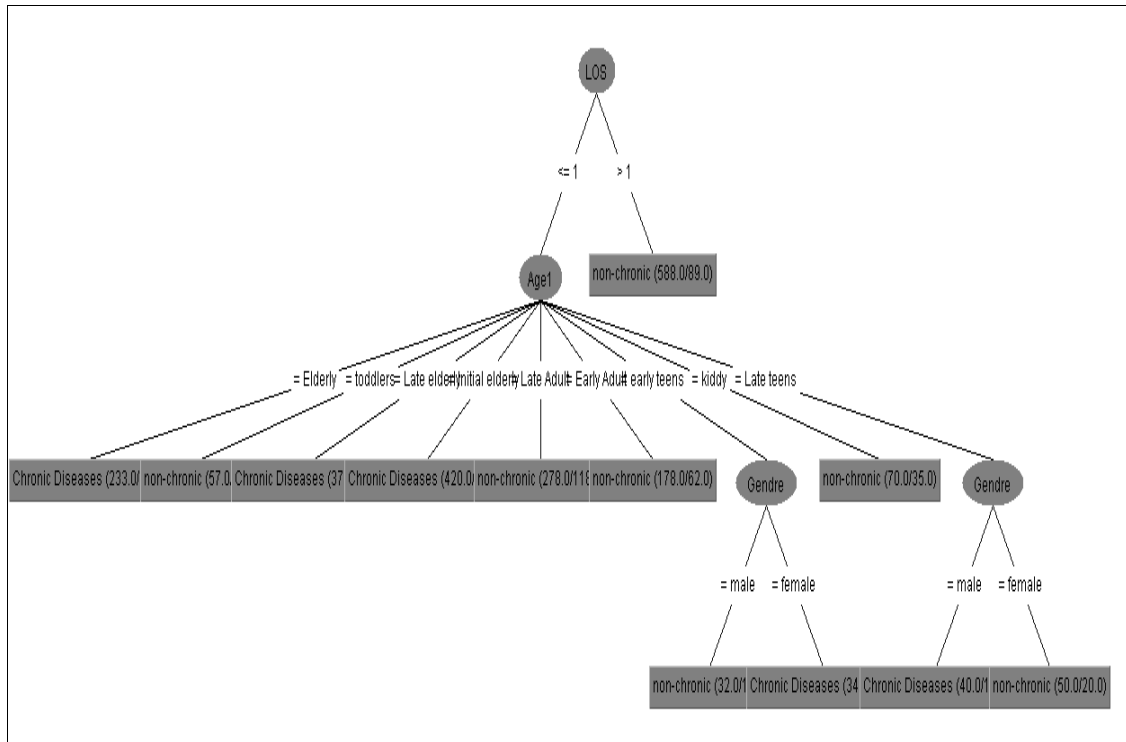 LOS
<= 1
> 1
Age1
non-chronic (588.0/89.0)
= Elderly
= toddlers
= Late elderly
Initial elderly
Late Adult
= Early Adult
early teens
= kiddy
= Late teens
Chronic Diseases (233.0/
non-chronic (57.0
Chronic Diseases (37
Chronic Diseases (420.0
non-chronic (278.0/118
non-chronic (178.0/62.0)
Gendre
non-chronic (70.0/35.0)
Gendre
= male
= female
= male
= female
non-chronic (32.0/1
Chronic Diseases (34
Chronic Diseases (40.0/1
non-chronic (50.0/20.0)